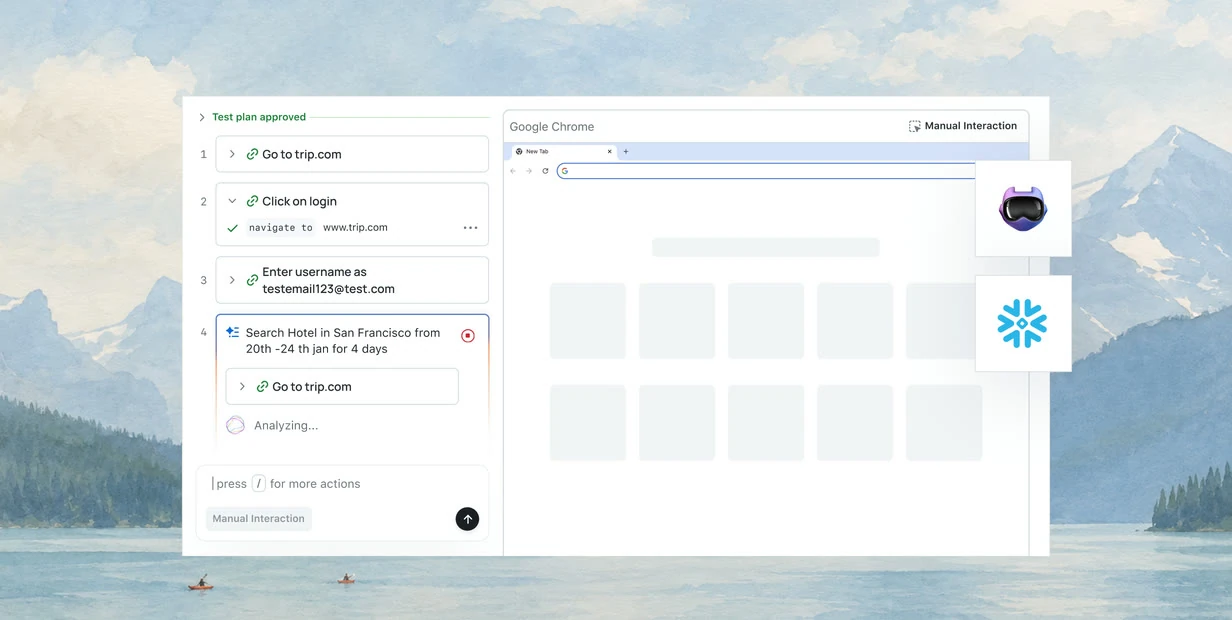 Test plan approved
1
Go to trip.com
2
Click on login
navigate to www.trip.com
3
Enter username as
testemail123@test.com
4
Search Hotel in San Francisco from
20th -24 th jan for 4 days
Go to trip.com
Analyzing...
press / for more actions
Manual Interaction
Google Chrome
Manual Interaction
New Tab
G